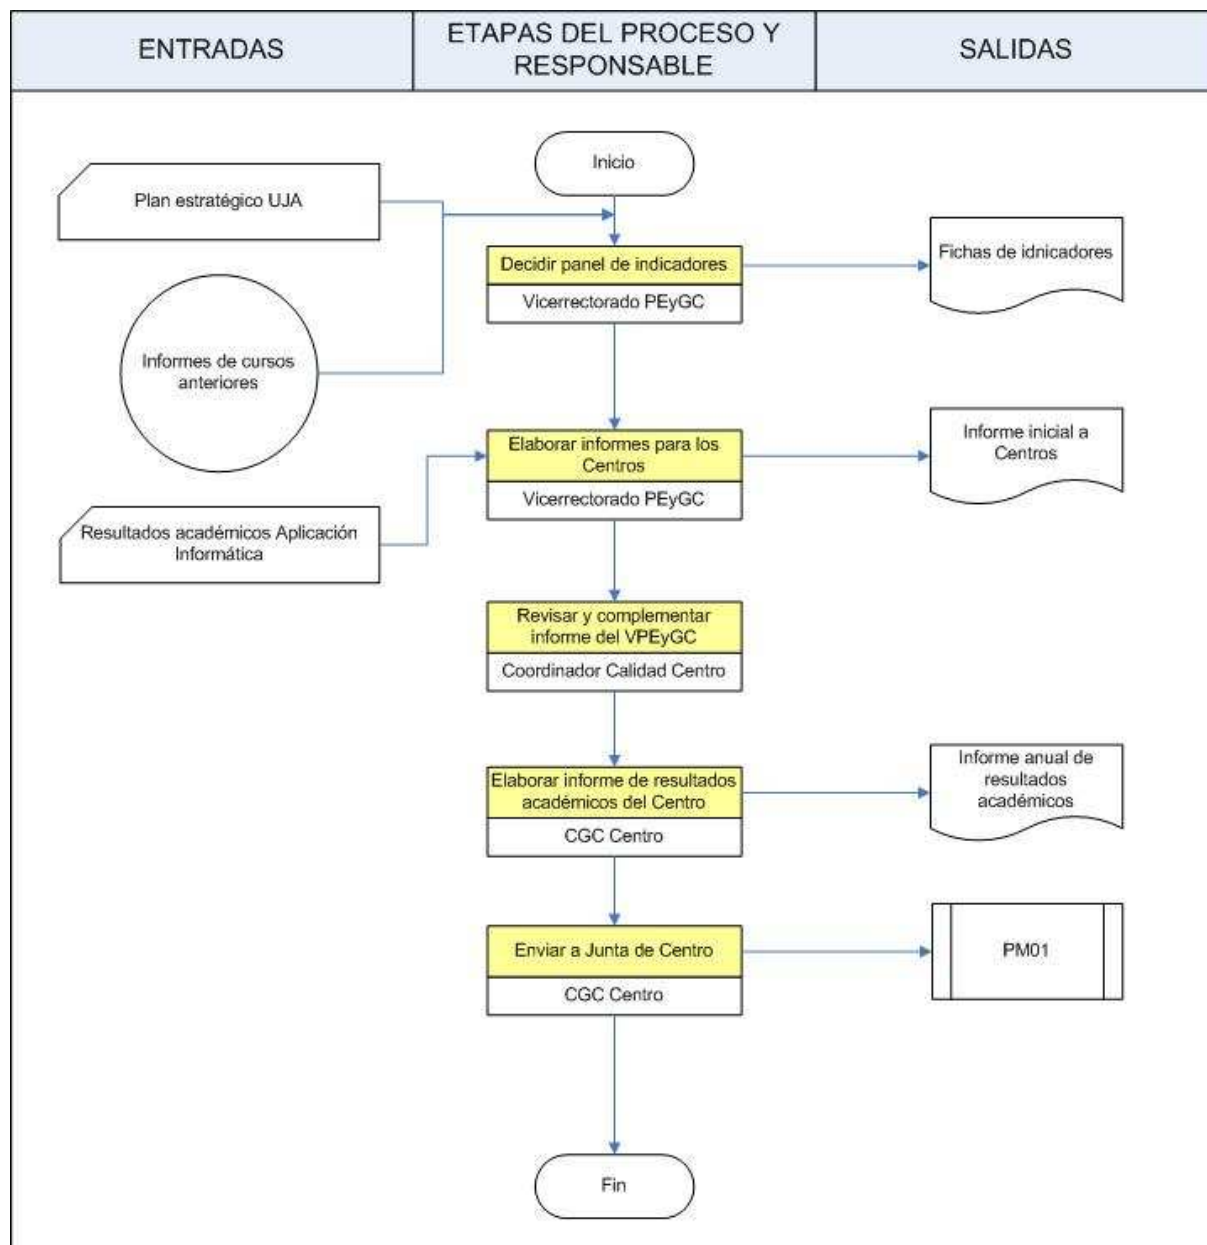 ENTRADAS
ETAPAS DEL PROCESO Y
RESPONSABLE
SALIDAS
Inicio
Plan estratégico UJA
Decidir panel de indicadores
Vicerrectorado PEyGC
Fichas de idnicadores
Informes de cursos
anteriores
Elaborar informes para los
Centros
Vicerrectorado PEyGC
Informe inicial a
Centros
Resultados académicos Aplicación
Informática
Revisar y complementar
informe del VPEyGC
Coordinador Calidad Centro
Elaborar informe de resultados
académicos del Centro
CGC Centro
Informe anual de
resultados
académicos
Enviar a Junta de Centro
CGC Centro
PM01
Fin